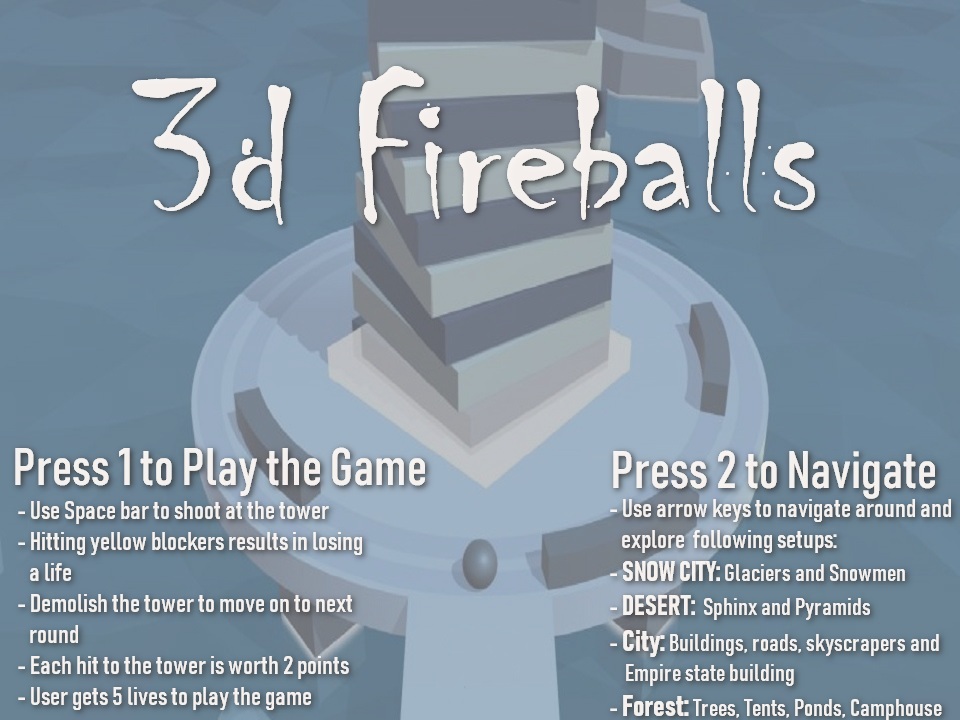 3d Fireballs
Press 1 to Play the Game
- Use Space bar to shoot at the tower
- Hitting yellow blockers results in losing
a life
- Demolish the tower to move on to next
round
- Each hit to the tower is worth 2 points
- User gets 5 lives to play the game
Press 2 to Navigate
- Use arrow keys to navigate around and
explore following setups:
- SNOW CITY: Glaciers and Snowmen
- DESERT: Sphinx and Pyramids
- City: Buildings, roads, skyscrapers and
Empire state building
- Forest: Trees, Tents, Ponds, Camphouse